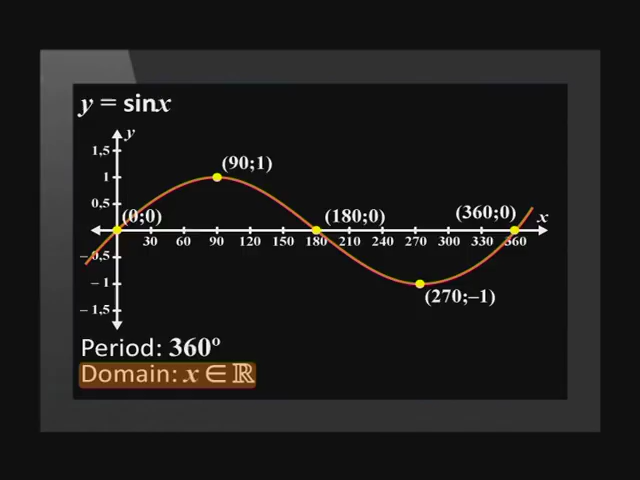 y = sinx
y
1,5
(90;1)
1
0,5
(0;0)
(180;0)
(360;0)
x
30 60 90 120 150 180 210 240 270 300 330 360
–0,5
–1
(270;–1)
–1,5
Period: 360°
Domain: x ∈ ℝ